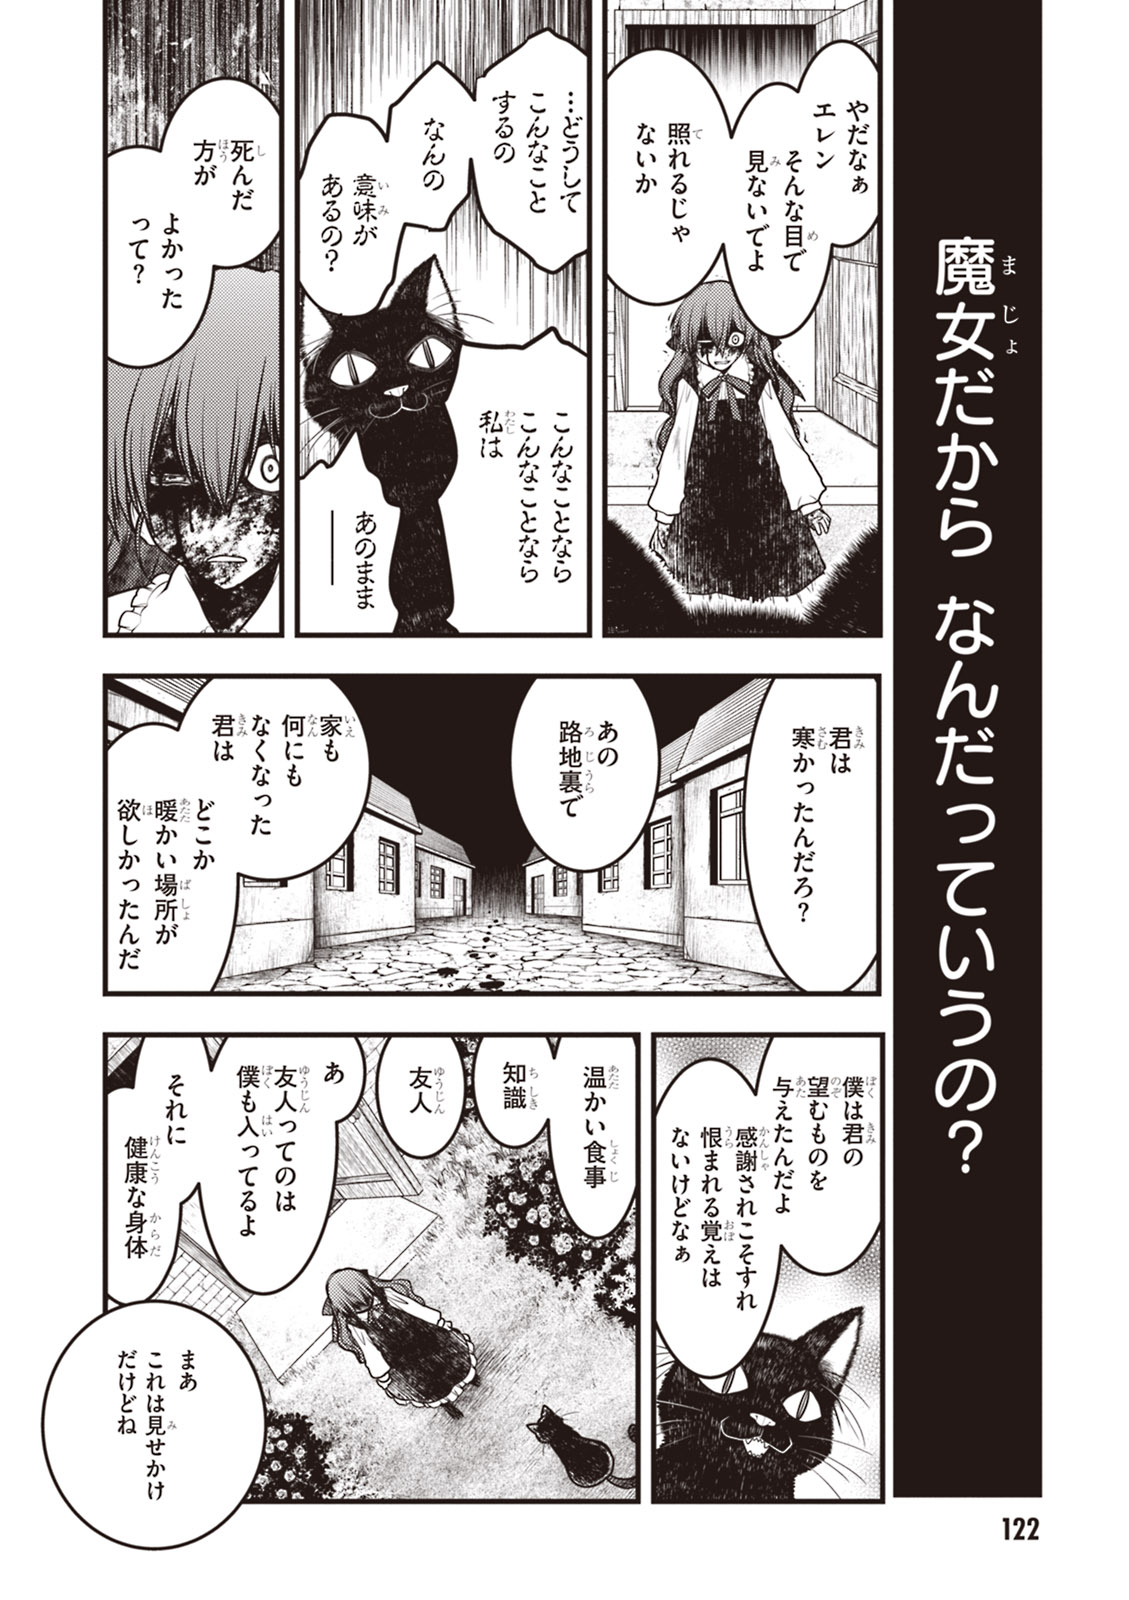 魔女だから なんだっていうの?
やだなぁ
エレン
そんな目で
見ないでよ
照れるじゃ
ないか
…どうして
こんなこと
するの
なんの
意味が
あるの?
こんなことなら
こんなことなら
私は
あのまま
――
死んだ
方が
よかった
って?
君は
寒かったんだろ?
あの
路地裏で
家も
何にも
なくなった
君は
どこか
暖かい場所が
欲しかったんだ
僕は君の
望むものを
与えたんだよ
感謝されこそすれ
恨まれる覚えは
ないけどなぁ
温かい食事
知識
友人
あ
友人ってのは
僕も入ってるよ
それに
健康な身体
まあ
これは見せかけ
だけどね
122